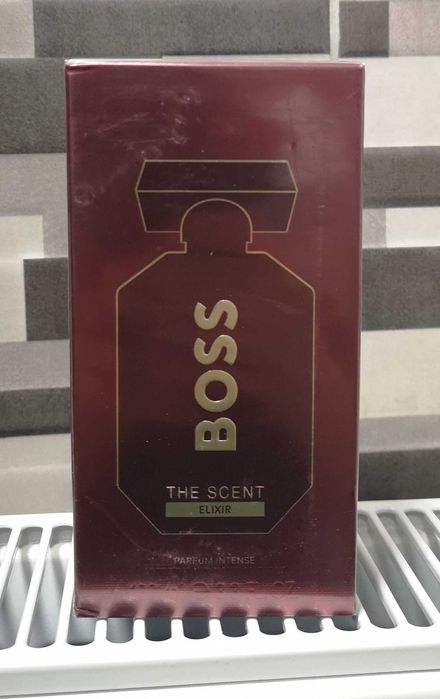 BOSS
THE SCENT
ELIXIR
PARFUM INTENSE